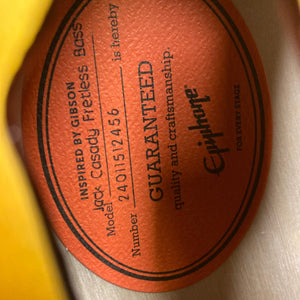 INSPIRED BY GIBSON
Jack Casady Fretless Bass
Model
24011512456 is hereby
Number
GUARANTEED
quality and craftsmanship.
Epiphone
FOR EVERY STAGE